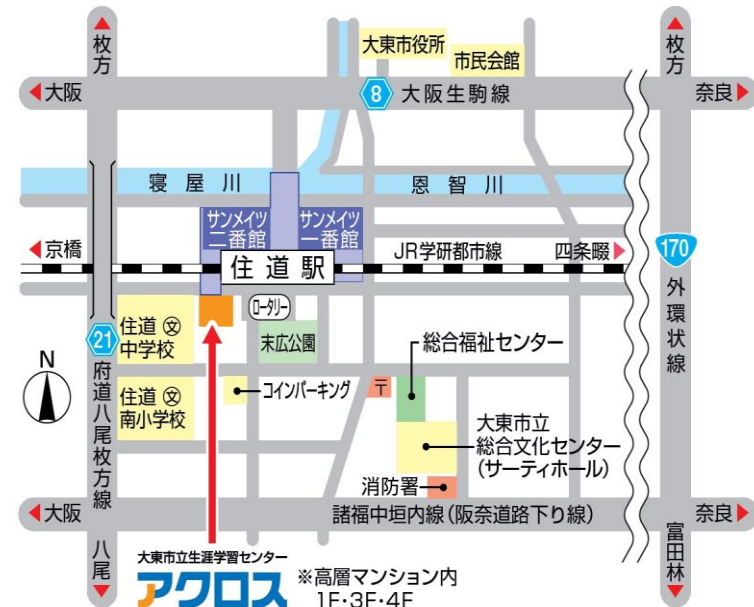 枚方
枚方
大東市役所
市民会館
大阪
8
大阪生駒線
奈良
寝屋川
恩智川
サンメイツ
二番館
サンメイツ
一番館
京橋
JR学研都市線
四条畷
170
住道駅
外環状線
ロータリー
21
住道 文
中学校
末広公園
総合福祉センター
N
住道 文
南小学校
コインパーキング
〒
府道八尾枚方線
大東市立
総合文化センター
(サーティホール)
消防署
大阪
諸福中垣内線(阪奈道路下り線)
奈良
八尾
富田林
大東市立生涯学習センター
アクロス
※高層マンション内
1F・3F・4F